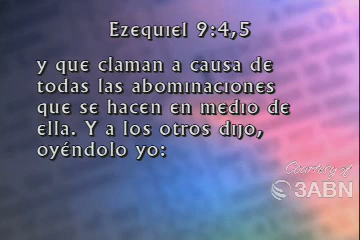 Ezequiel 9:4,5
y que claman a causa de
todas las abominaciones
que se hacen en medio de
ella. Y a los otros dijo,
oyéndolo yo:
Courtesy of
3ABN